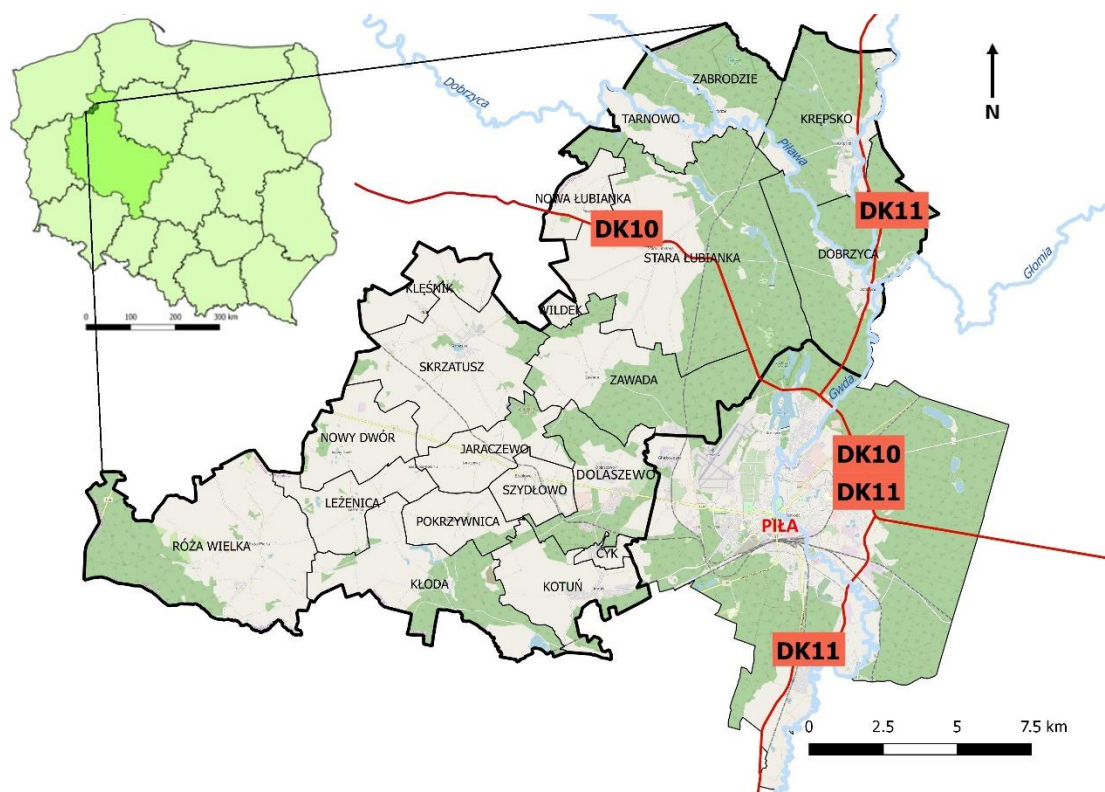 ZABRODZIE
Dobrzyca
TARNOWO
KRĘPSKO
N
Piława
NOWA ŁUBIANKA
DK10
DK11
STARA ŁUBIANKA
DOBRZYCA
Głomia
KLĘŚNIK
0 100 200 300 km
WILDEK
SKRZATUSZ
ZAWADA
Gwda
NOWY DWÓR
JARACZEWO
DK10
DOLASZEWO
SZYDŁOWO
DK11
LEŻENICA
POKRZYWNICA
PIŁA
RÓŻA WIELKA
CYK
KŁODA
KOTUŃ
DK11
0 2.5 5 7.5 km